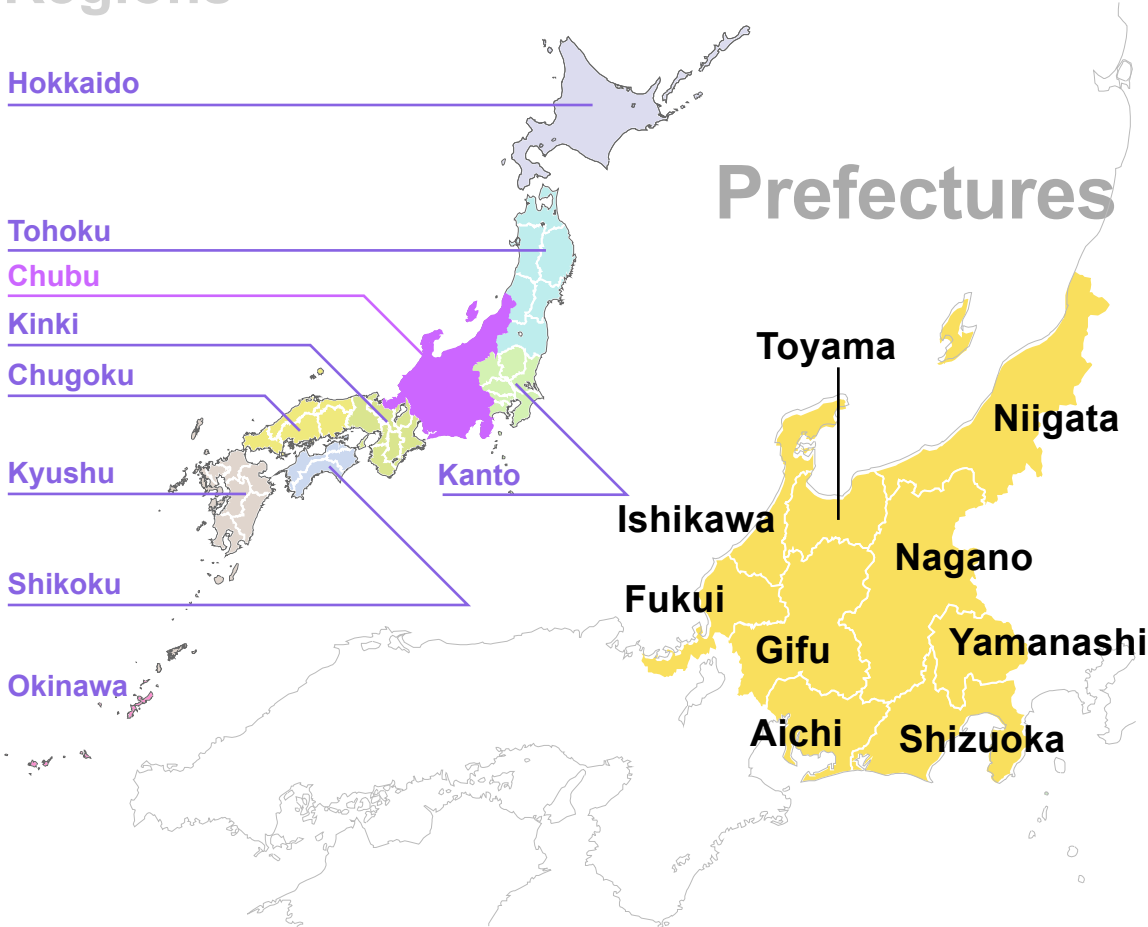 Regions
Hokkaido
Prefectures
Tohoku
Chubu
Kinki
Chugoku
Kyushu
Kanto
Shikoku
Okinawa
Toyama
Niigata
Ishikawa
Nagano
Fukui
Gifu
Yamanashi
Aichi
Shizuoka